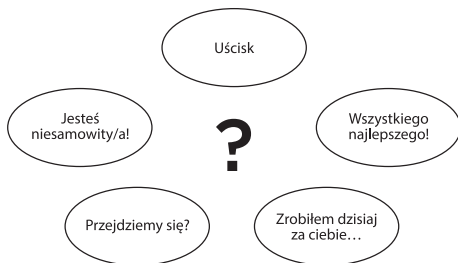 Uścisk
Jesteś
niesamowity/a!
Wszystkiego
najlepszego!
?
Przejdziemy się?
Zrobiłem dzisiaj
za ciebie…